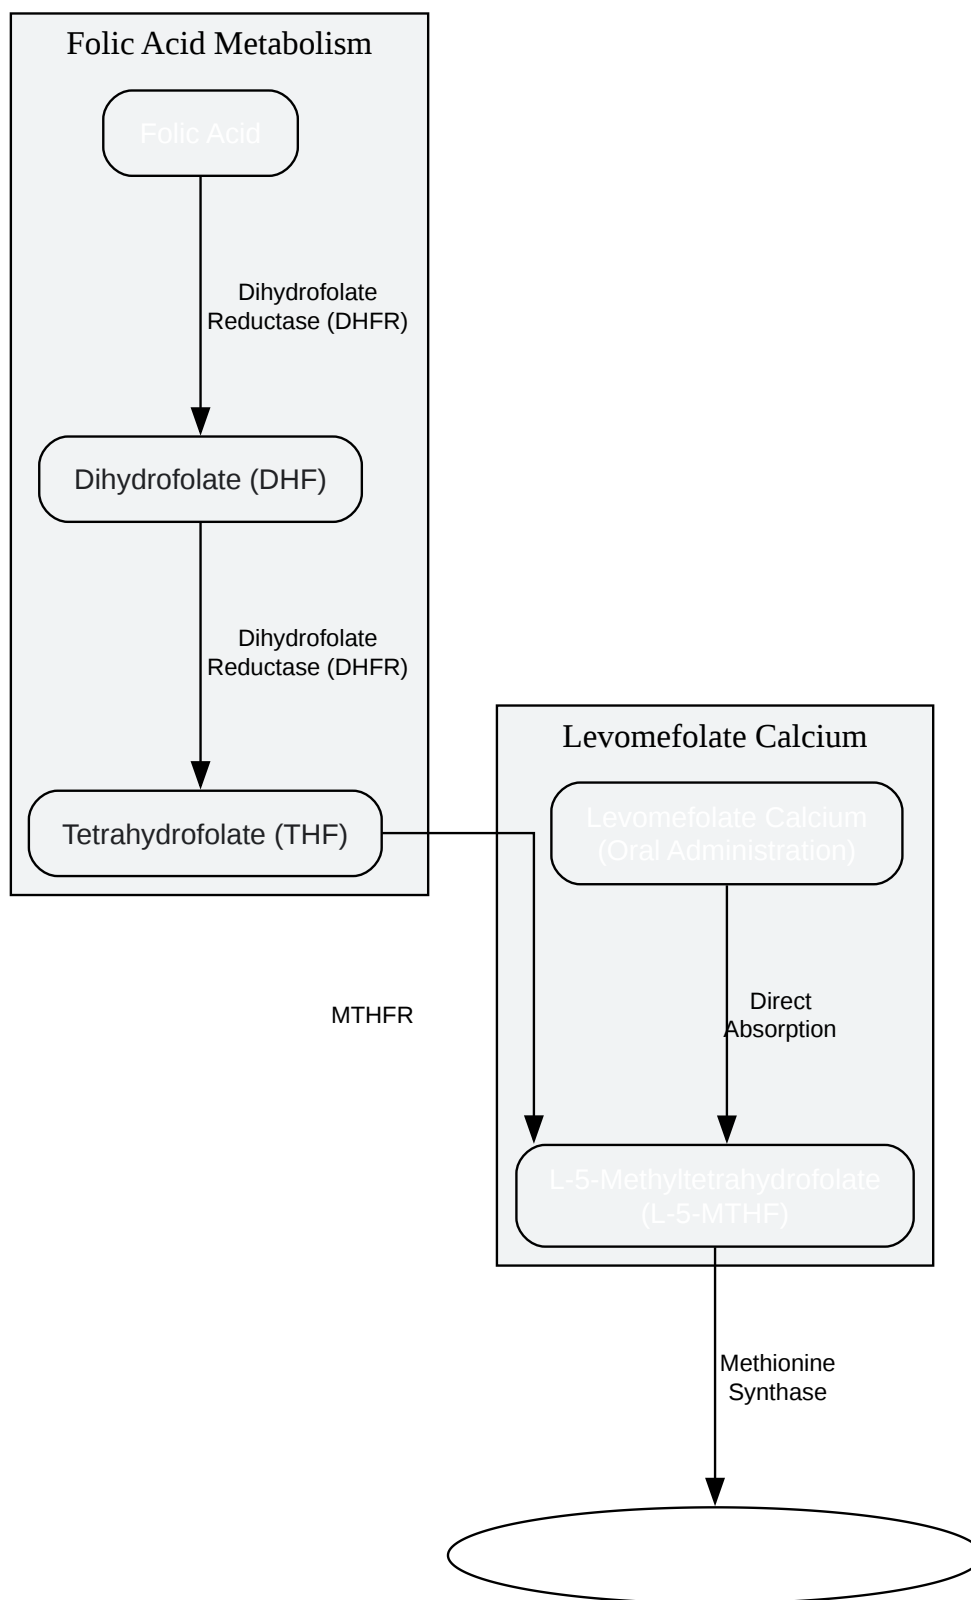 Folic Acid Metabolism
Folic Acid
Dihydrofolate
Reductase (DHFR)
Dihydrofolate (DHF)
Dihydrofolate
Reductase (DHFR)
Tetrahydrofolate (THF)
Levomefolate Calcium
Levomefolate Calcium
(Oral Administration)
MTHFR
Direct
Absorption
L-5-Methyltetrahydrofolate
(L-5-MTHF)
Methionine
Synthase